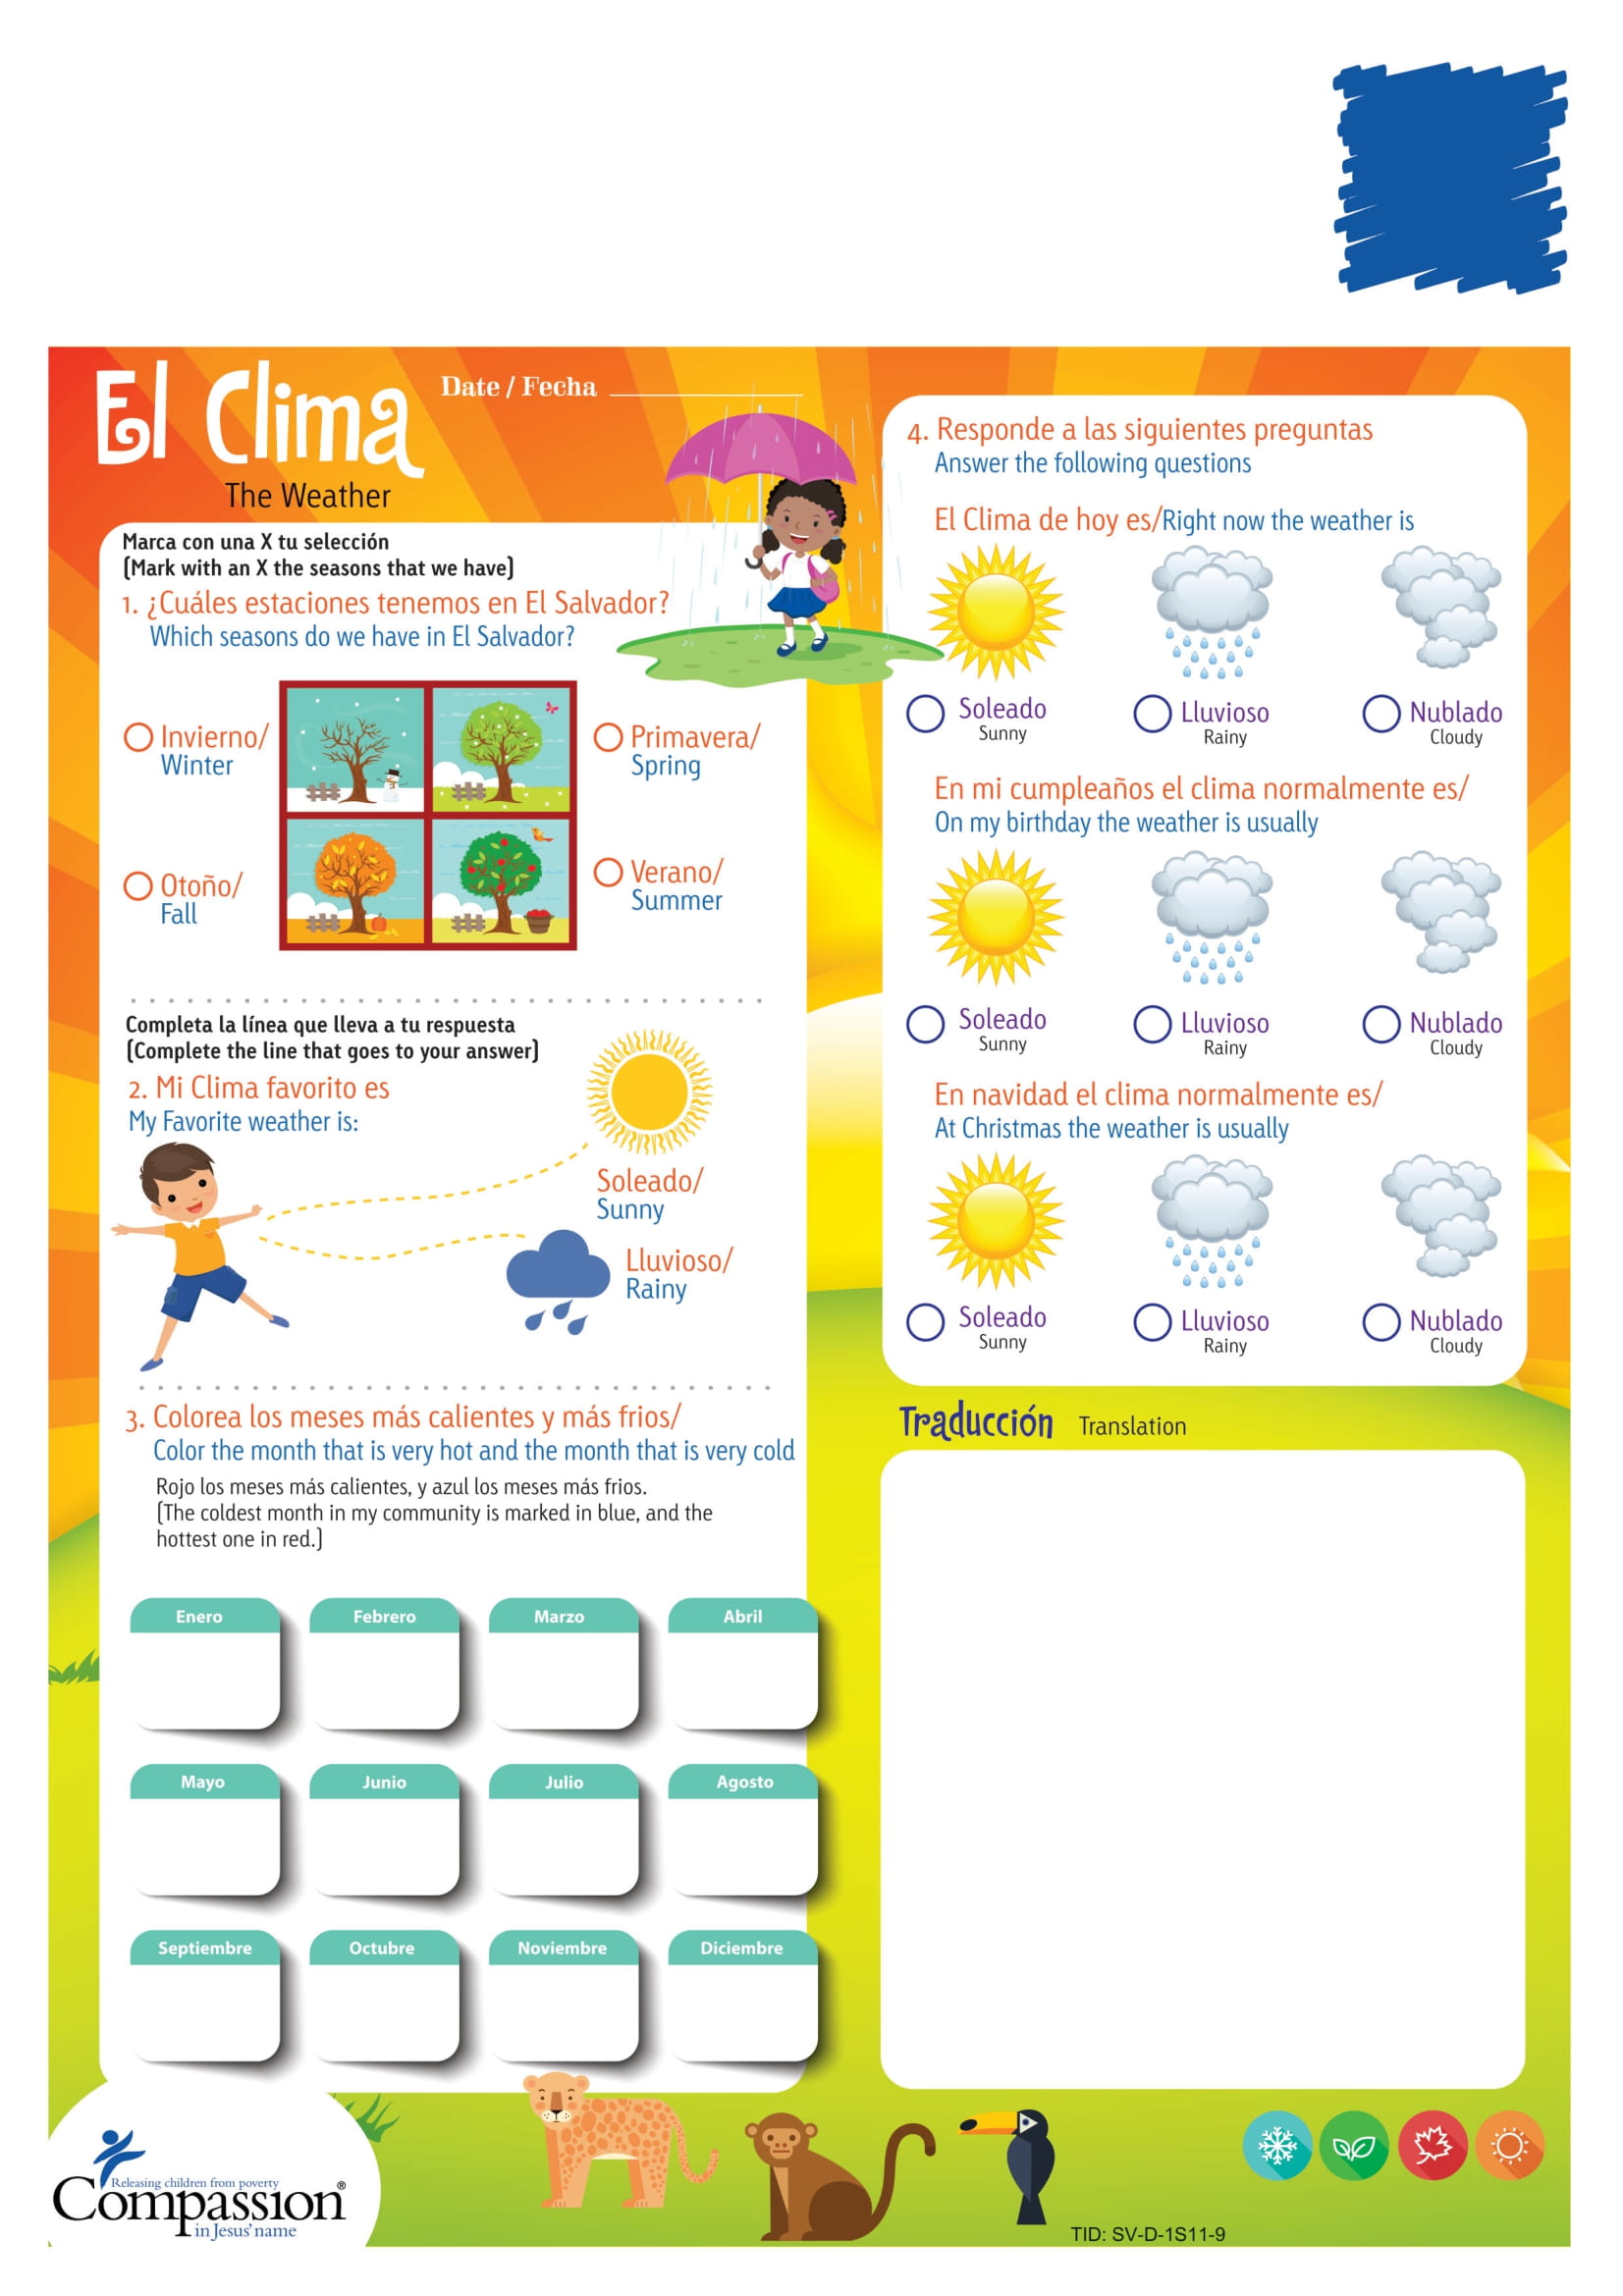 El Clima
The Weather
Date / Fecha
Marca con una X tu selección
(Mark with an X the seasons that we have)
1. ¿Cuáles estaciones tenemos en El Salvador?
Which seasons do we have in El Salvador?
Invierno/
Winter
Primavera/
Spring
Otoño/
Fall
Verano/
Summer
Completa la línea que lleva a tu respuesta
(Complete the line that goes to your answer)
2. Mi Clima favorito es
My Favorite weather is:
Soleado/
Sunny
Lluvioso/
Rainy
3. Colorea los meses más calientes y más frios/
Color the month that is very hot and the month that is very cold
Rojo los meses más calientes, y azul los meses más frios.
(The coldest month in my community is marked in blue, and the
hottest one in red.)
Enero Febrero Marzo Abril
Mayo Junio Julio Agosto
Septiembre Octubre Noviembre Diciembre
4. Responde a las siguientes preguntas
Answer the following questions
El Clima de hoy es/Right now the weather is
Soleado Lluvioso Nublado
Sunny Rainy Cloudy
En mi cumpleaños el clima normalmente es/
On my birthday the weather is usually
Soleado Lluvioso Nublado
Sunny Rainy Cloudy
En navidad el clima normalmente es/
At Christmas the weather is usually
Soleado Lluvioso Nublado
Sunny Rainy Cloudy
Traducción Translation
Releasing children from poverty
Compassion®
in Jesus' name
TID: SV-D-1S11-9